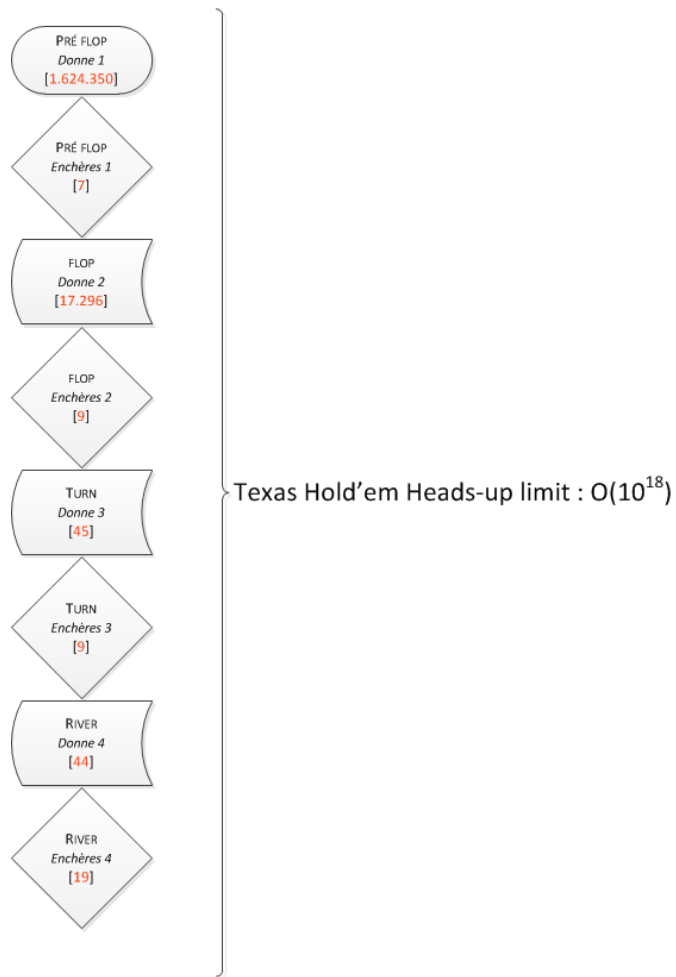 PRÉ FLOP
Donne 1
[1.624.350]
PRÉ FLOP
Enchères 1
[7]
FLOP
Donne 2
[17.296]
FLOP
Enchères 2
[9]
TURN
Donne 3
[45]
TURN
Enchères 3
[9]
RIVER
Donne 4
[44]
RIVER
Enchères 4
[19]
Texas Hold’em Heads-up limit : O(10¹⁸)